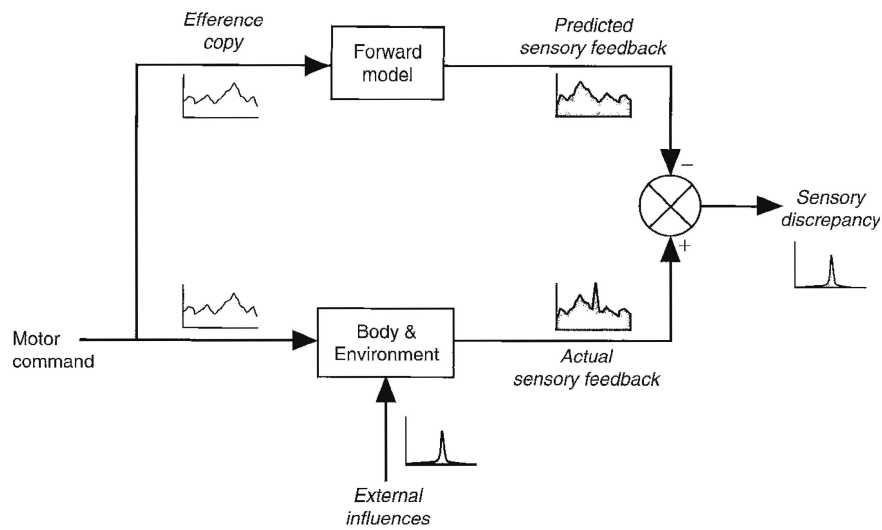 Efference
copy
Forward
model
Predicted
sensory feedback
−
Sensory
discrepancy
+
Motor
command
Body &
Environment
Actual
sensory feedback
External
influences